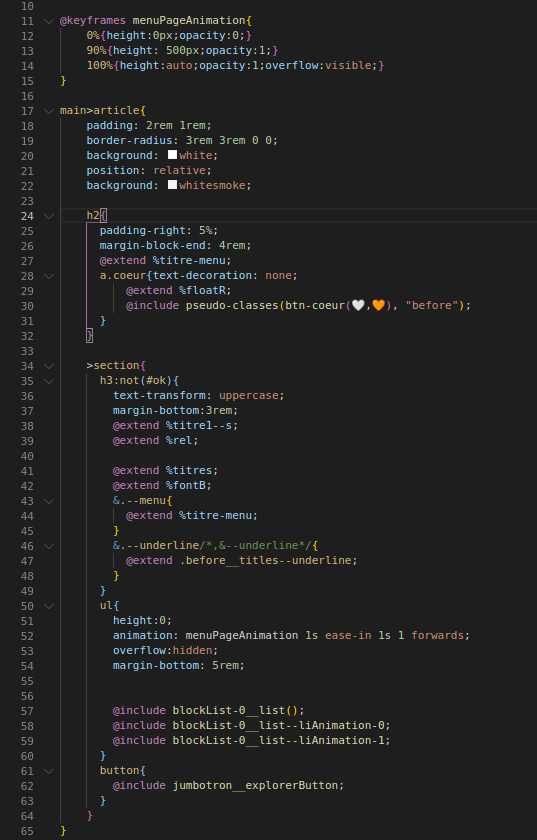 10
11 @keyframes menuPageAnimation{
12 0%{height:0px;opacity:0;}
13 90%{height: 500px;opacity:1;}
14 100%{height:auto;opacity:1;overflow:visible;}
15 }
16
17 main>article{
18 padding: 2rem 1rem;
19 border-radius: 3rem 3rem 0 0;
20 background: white;
21 position: relative;
22 background: whitesmoke;
23
24 h2{
25 padding-right: 5%;
26 margin-block-end: 4rem;
27 @extend %titre-menu;
28 a.coeur{text-decoration: none;
29 @extend %floatR;
30 @include pseudo-classes(btn-coeur(🤍,🧡), "before");
31 }
32 }
33
34 >section{
35 h3:not(#ok){
36 text-transform: uppercase;
37 margin-bottom:3rem;
38 @extend %titre1--s;
39 @extend %rel;
40
41 @extend %titres;
42 @extend %fontB;
43 &.--menu{
44 @extend %titre-menu;
45 }
46 &.--underline/*,&--underline*/{
47 @extend .before__titles--underline;
48 }
49 }
50 ul{
51 height:0;
52 animation: menuPageAnimation 1s ease-in 1s 1 forwards;
53 overflow:hidden;
54 margin-bottom: 5rem;
55
56
57 @include blockList-0__list();
58 @include blockList-0__list--liAnimation-0;
59 @include blockList-0__list--liAnimation-1;
60 }
61 button{
62 @include jumbotron__explorerButton;
63 }
64 }
65 }